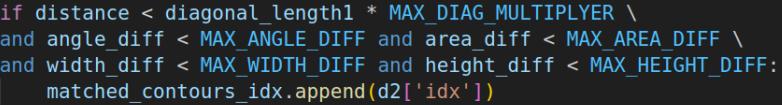 if distance < diagonal_length1 * MAX_DIAG_MULTIPLYER \
and angle_diff < MAX_ANGLE_DIFF and area_diff < MAX_AREA_DIFF \
and width_diff < MAX_WIDTH_DIFF and height_diff < MAX_HEIGHT_DIFF:
    matched_contours_idx.append(d2['idx'])